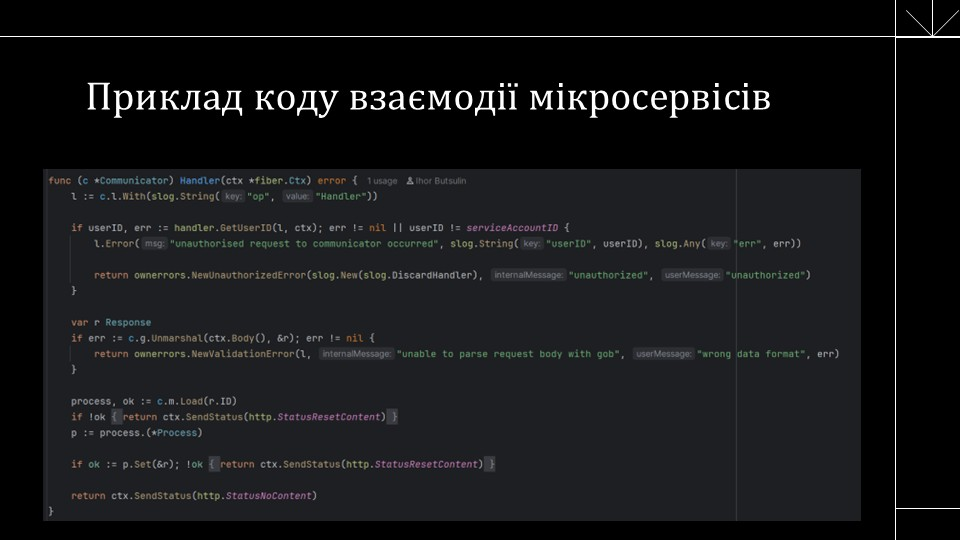 Приклад коду взаємодії мікросервісів
func (c *Communicator) Handler(ctx *fiber.Ctx) error {  1 usage  Ihor Butsulin
    l := c.l.With(slog.String( key: "op",  value: "Handler"))
    if userID, err := handler.GetUserID(l, ctx); err != nil || userID != serviceAccountID {
        l.Error( msg: "unauthorised request to communicator occurred", slog.String( key: "userID", userID), slog.Any( key: "err", err))
        return ownerrors.NewUnauthorizedError(slog.New(slog.DiscardHandler),  internalMessage: "unauthorized",  userMessage: "unauthorized")
    }
    var r Response
    if err := c.g.Unmarshal(ctx.Body(), &r); err != nil {
        return ownerrors.NewValidationError(l,  internalMessage: "unable to parse request body with gob",  userMessage: "wrong data format", err)
    }
    process, ok := c.m.Load(r.ID)
    if !ok { return ctx.SendStatus(http.StatusResetContent) }
    p := process.(*Process)
    if ok := p.Set(&r); !ok { return ctx.SendStatus(http.StatusResetContent) }
    return ctx.SendStatus(http.StatusNoContent)
}